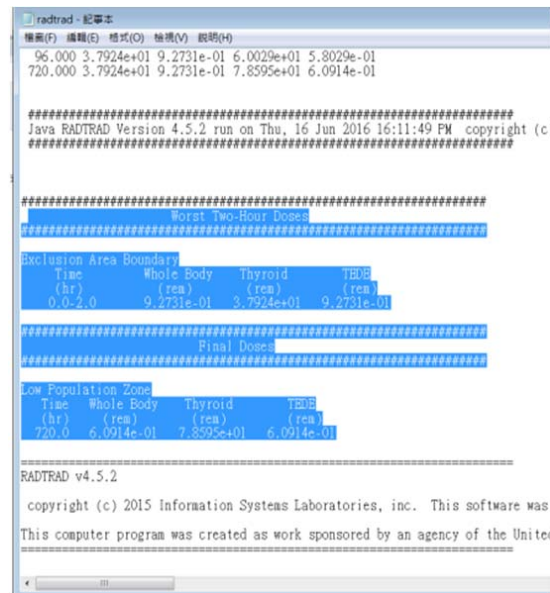 radtrad - 記事本
檔案(F) 編輯(E) 格式(O) 檢視(V) 說明(H)
96.000 3.7924e+01 9.2731e-01 6.0029e+01 5.8029e-01
720.000 3.7924e+01 9.2731e-01 7.8595e+01 6.0914e-01
#######################################################################
Java RADTRAD Version 4.5.2 run on Thu, 16 Jun 2016 16:11:49 PM copyright (c
#######################################################################
####################################################################
Worst Two-Hour Doses
####################################################################
Exclusion Area Boundary
Time Whole Body Thyroid TEDE
(hr) (rem) (rem) (rem)
0.0-2.0 9.2731e-01 3.7924e+01 9.2731e-01
####################################################################
Final Doses
####################################################################
Low Population Zone
Time Whole Body Thyroid TEDE
(hr) (rem) (rem) (rem)
720.0 6.0914e-01 7.8595e+01 6.0914e-01
========================================================================
RADTRAD v4.5.2
copyright (c) 2015 Information Systems Laboratories, inc. This software was
This computer program was created as work sponsored by an agency of the Unite
========================================================================